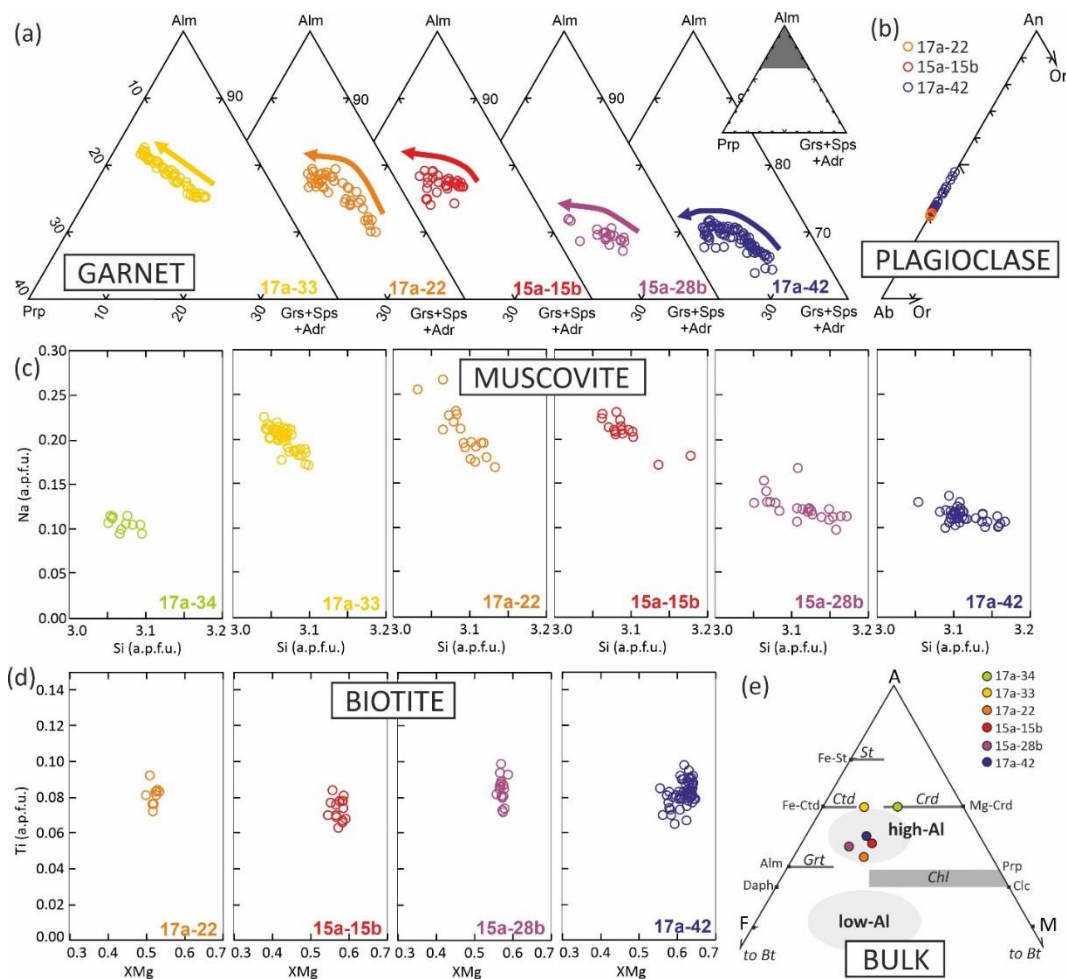 (a)
Alm
Alm
Alm
Alm
Alm
Alm
10
90
90
90
90
90
20
80
30
70
40
Prp
Grs+Sps
+Adr
GARNET
17a-33
17a-22
15a-15b
15a-28b
17a-42
Prp
10
20
30
Grs+Sps
+Adr
30
Grs+Sps
+Adr
30
Grs+Sps
+Adr
30
Grs+Sps
+Adr
30
Grs+Sps
+Adr
(b)
17a-22
15a-15b
17a-42
An
Or
PLAGIOCLASE
Ab
Or
(c)
MUSCOVITE
0.30
0.25
0.20
0.15
0.10
0.05
0.00
Na (a.p.f.u.)
17a-34
17a-33
17a-22
15a-15b
15a-28b
17a-42
3.0
3.1
3.2
3.0
3.1
3.2
3.0
3.1
3.2
3.0
3.1
3.2
3.0
3.1
3.2
3.0
3.1
3.2
Si (a.p.f.u.)
Si (a.p.f.u.)
Si (a.p.f.u.)
Si (a.p.f.u.)
Si (a.p.f.u.)
Si (a.p.f.u.)
(d)
BIOTITE
0.14
0.12
0.10
0.08
0.06
0.04
0.02
0.00
Ti (a.p.f.u.)
17a-22
15a-15b
15a-28b
17a-42
0.3
0.4
0.5
0.6
0.7
0.3
0.4
0.5
0.6
0.7
0.3
0.4
0.5
0.6
0.7
0.3
0.4
0.5
0.6
0.7
XMg
XMg
XMg
XMg
(e)
A
17a-34
17a-33
17a-22
15a-15b
15a-28b
17a-42
Fe-St
St
Fe-Ctd
Ctd
Crd
Mg-Crd
high-Al
Alm
Grt
Prp
Daph
Chl
Clc
F
low-Al
M
to Bt
BULK
to Bt